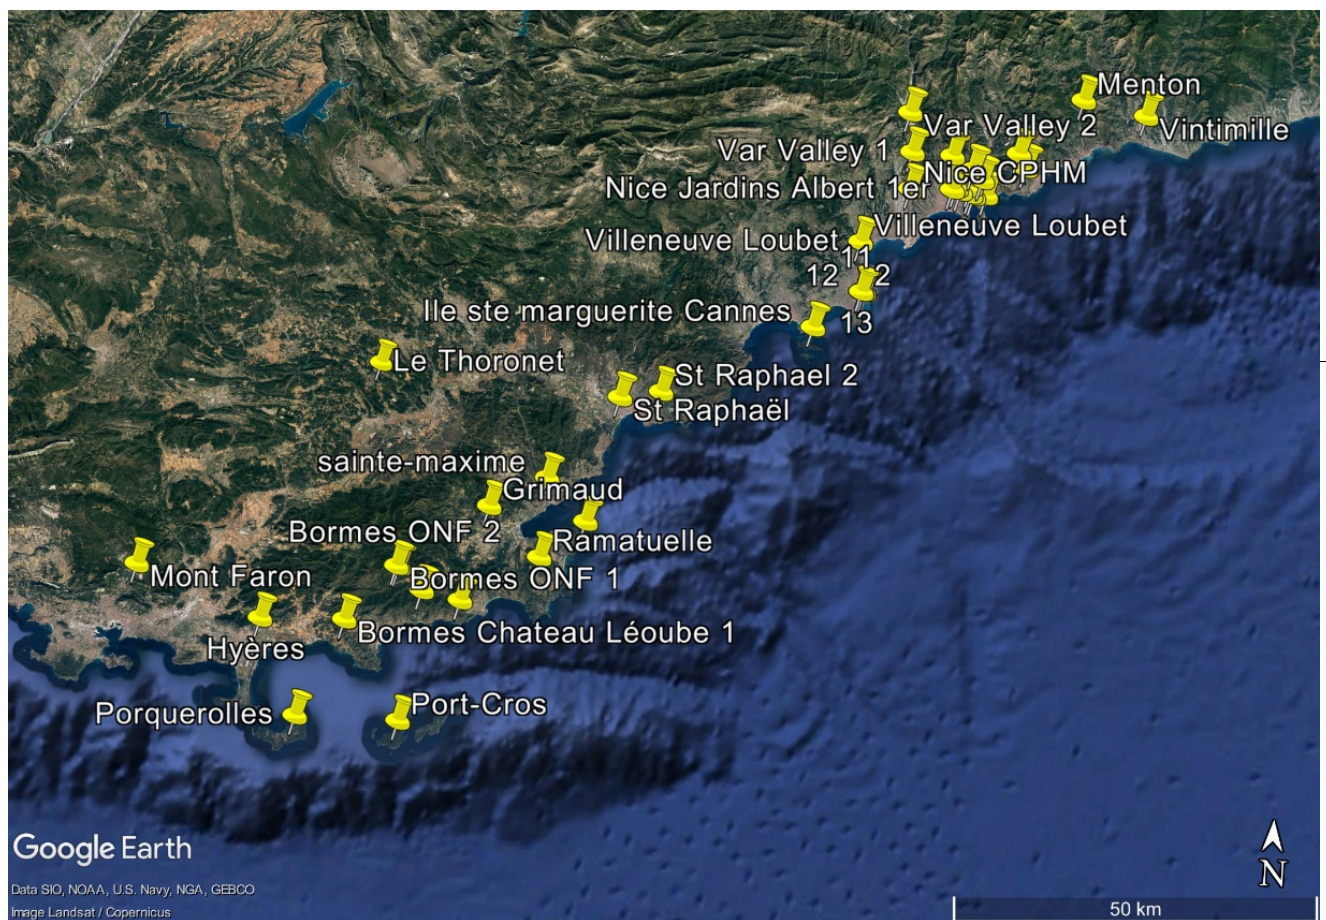 Menton
Var Valley 2
Vintimille
Var Valley 1
Nice CPHM
Nice Jardins Albert 1er
Villeneuve Loubet
Villeneuve Loubet
11
12
2
Ile ste marguerite Cannes
13
Le Thoronet
St Raphael 2
St Raphaël
sainte-maxime
Grimaud
Bormes ONF 2
Ramatuelle
Mont Faron
Bormes ONF 1
Bormes Chateau Léoube 1
Hyères
Port-Cros
Porquerolles
Google Earth
N
Data SIO, NOAA, U.S. Navy, NGA, GEBCO
Image Landsat / Copernicus
50 km